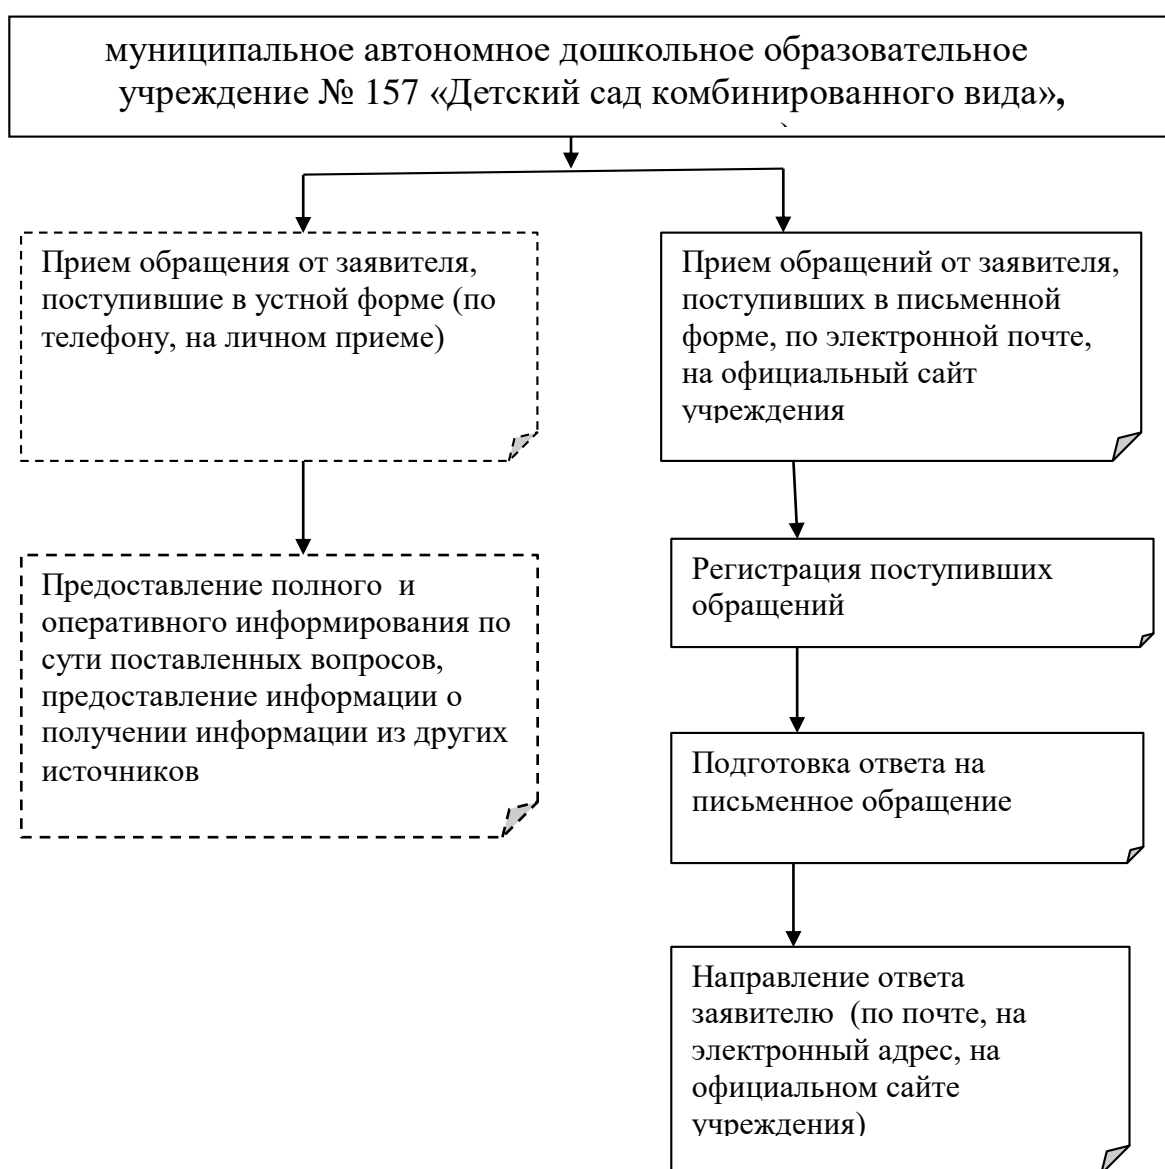 муниципальное автономное дошкольное образовательное
учреждение № 157 «Детский сад комбинированного вида»,
Прием обращения от заявителя,
поступившие в устной форме (по
телефону, на личном приеме)
Прием обращений от заявителя,
поступивших в письменной
форме, по электронной почте,
на официальный сайт
учреждения
Предоставление полного и
оперативного информирования по
сути поставленных вопросов,
предоставление информации о
получении информации из других
источников
Регистрация поступивших
обращений
Подготовка ответа на
письменное обращение
Направление ответа
заявителю (по почте, на
электронный адрес, на
официальном сайте
учреждения)